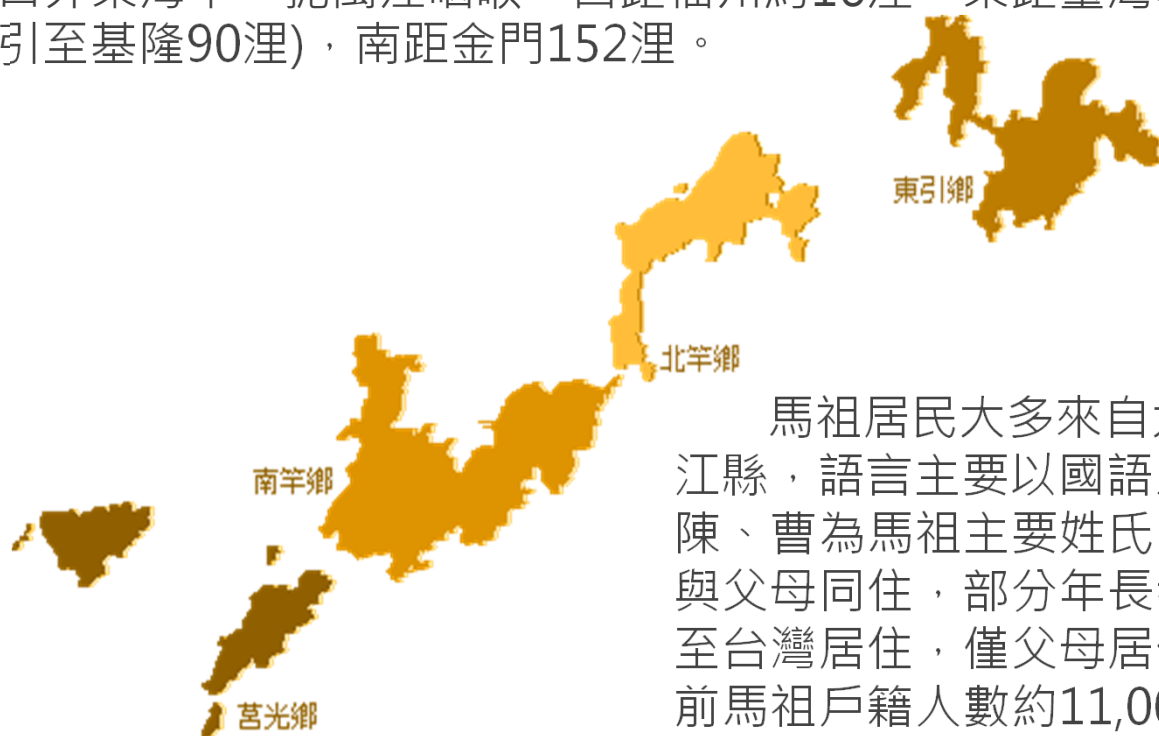 引至基隆90浬)，南距金門152浬。
東引鄉
北竿鄉
南竿鄉
莒光鄉
馬祖居民大多來自
江縣，語言主要以國語
陳、曹為馬祖主要姓氏
與父母同住，部分年長
至台灣居住，僅父母居
前馬祖戶籍人數約11,0